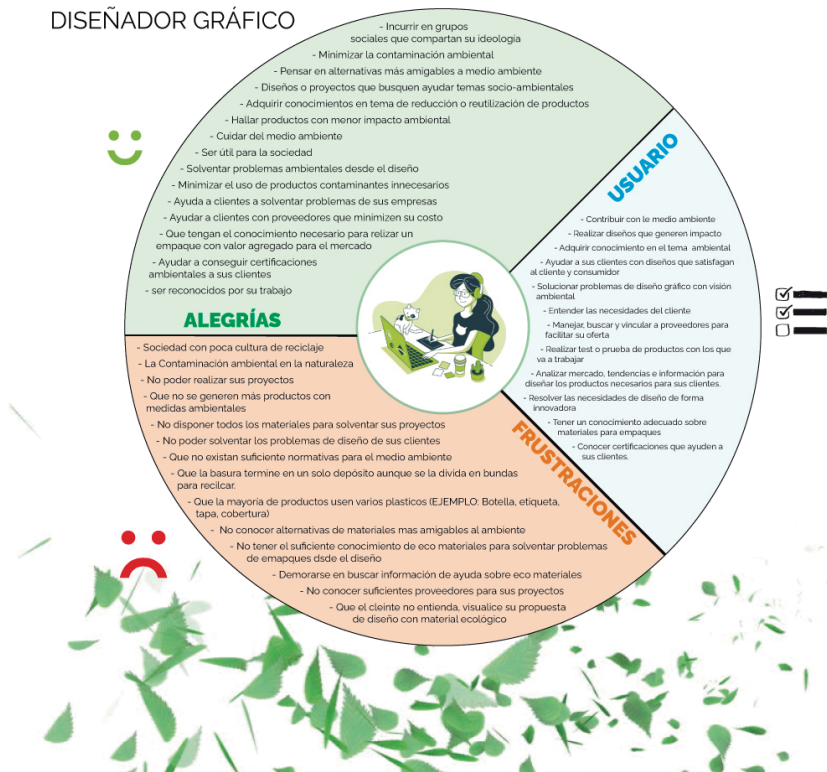 DISEÑADOR GRÁFICO
- Incurrir en grupos
sociales que compartan su ideología
- Minimizar la contaminación ambiental
- Pensar en alternativas más amigables a medio ambiente
- Diseños o proyectos que busquen ayudar temas socio-ambientales
- Adquirir conocimientos en tema de reducción o reutilización de productos
- Hallar productos con menor impacto ambiental
- Cuidar del medio ambiente
- Ser útil para la sociedad
- Solventar problemas ambientales desde el diseño
- Minimizar el uso de productos contaminantes innecesarios
- Ayuda a clientes a solventar problemas de sus empresas
- Ayudar a clientes con proveedores que minimizen su costo
- Que tengan el conocimiento necesario para relizar un
empaque con valor agregado para el mercado
- Ayudar a conseguir certificaciones
ambientales a sus clientes
- ser reconocidos por su trabajo
ALEGRÍAS
USUARIO
- Contribuir con le medio ambiente
- Realizar diseños que generen impacto
- Adquirir conocimiento en el tema ambiental
- Ayudar a sus clientes con diseños que satisfagan
al cliente y consumidor
- Solucionar problemas de diseño gráfico con visión
ambiental
- Entender las necesidades del cliente
- Manejar, buscar y vincular a proveedores para
facilitar su oferta
- Realizar test o prueba de productos con los que
va a trabajar
- Analizar mercado, tendencias e información para
diseñar los productos necesarios para sus clientes.
- Resolver las necesidades de diseño de forma
innovadora
- Tener un conocimiento adecuado sobre
materiales para empaques
- Conocer certificaciones que ayuden a
sus clientes.
- Sociedad con poca cultura de reciclaje
- La Contaminación ambiental en la naturaleza
- No poder realizar sus proyectos
- Que no se generen más productos con
medidas ambientales
- No disponer todos los materiales para solventar sus proyectos
- No poder solventar los problemas de diseño de sus clientes
- Que no existan suficiente normativas para el medio ambiente
- Que la basura termine en un solo depósito aunque se la divida en bundas
para recilcar.
- Que la mayoría de productos usen varios plasticos (EJEMPLO: Botella, etiqueta,
tapa, cobertura)
- No conocer alternativas de materiales mas amigables al ambiente
- No tener el suficiente conocimiento de eco materiales para solventar problemas
de emapques dsde el diseño
- Demorarse en buscar información de ayuda sobre eco materiales
- No conocer suficientes proveedores para sus proyectos
- Que el cleinte no entienda, visualice su propuesta
de diseño con material ecológico
FRUSTRACIONES